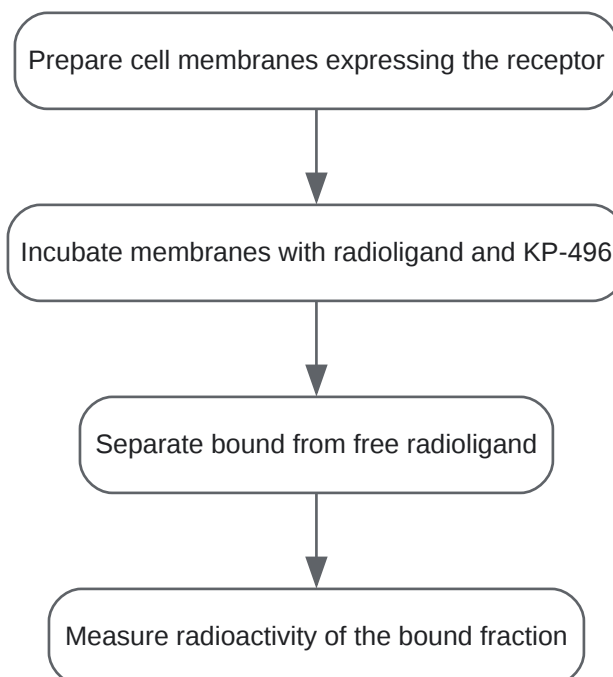 Prepare cell membranes expressing the receptor
Incubate membranes with radioligand and KP-496
Separate bound from free radioligand
Measure radioactivity of the bound fraction